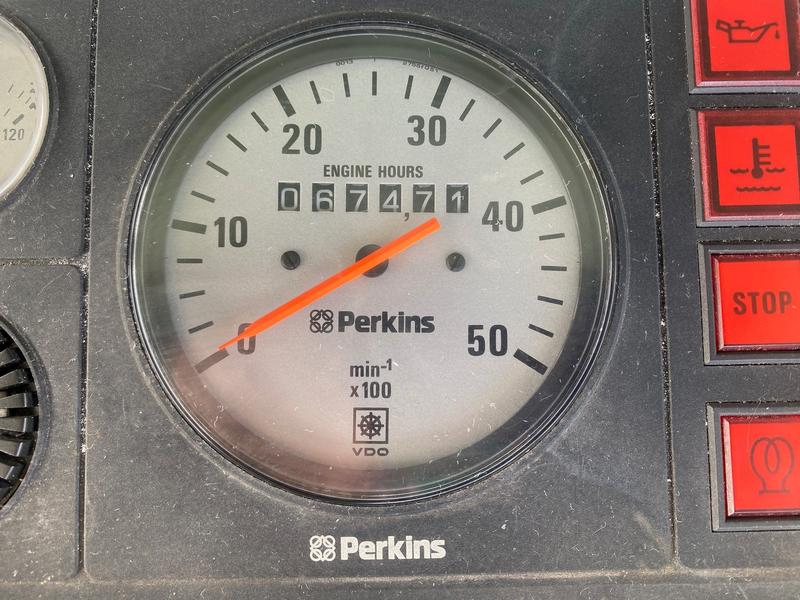 20
30
ENGINE HOURS
0674,71
10
40
Perkins
0
50
min-1
x100
VDO
Perkins
120
STOP